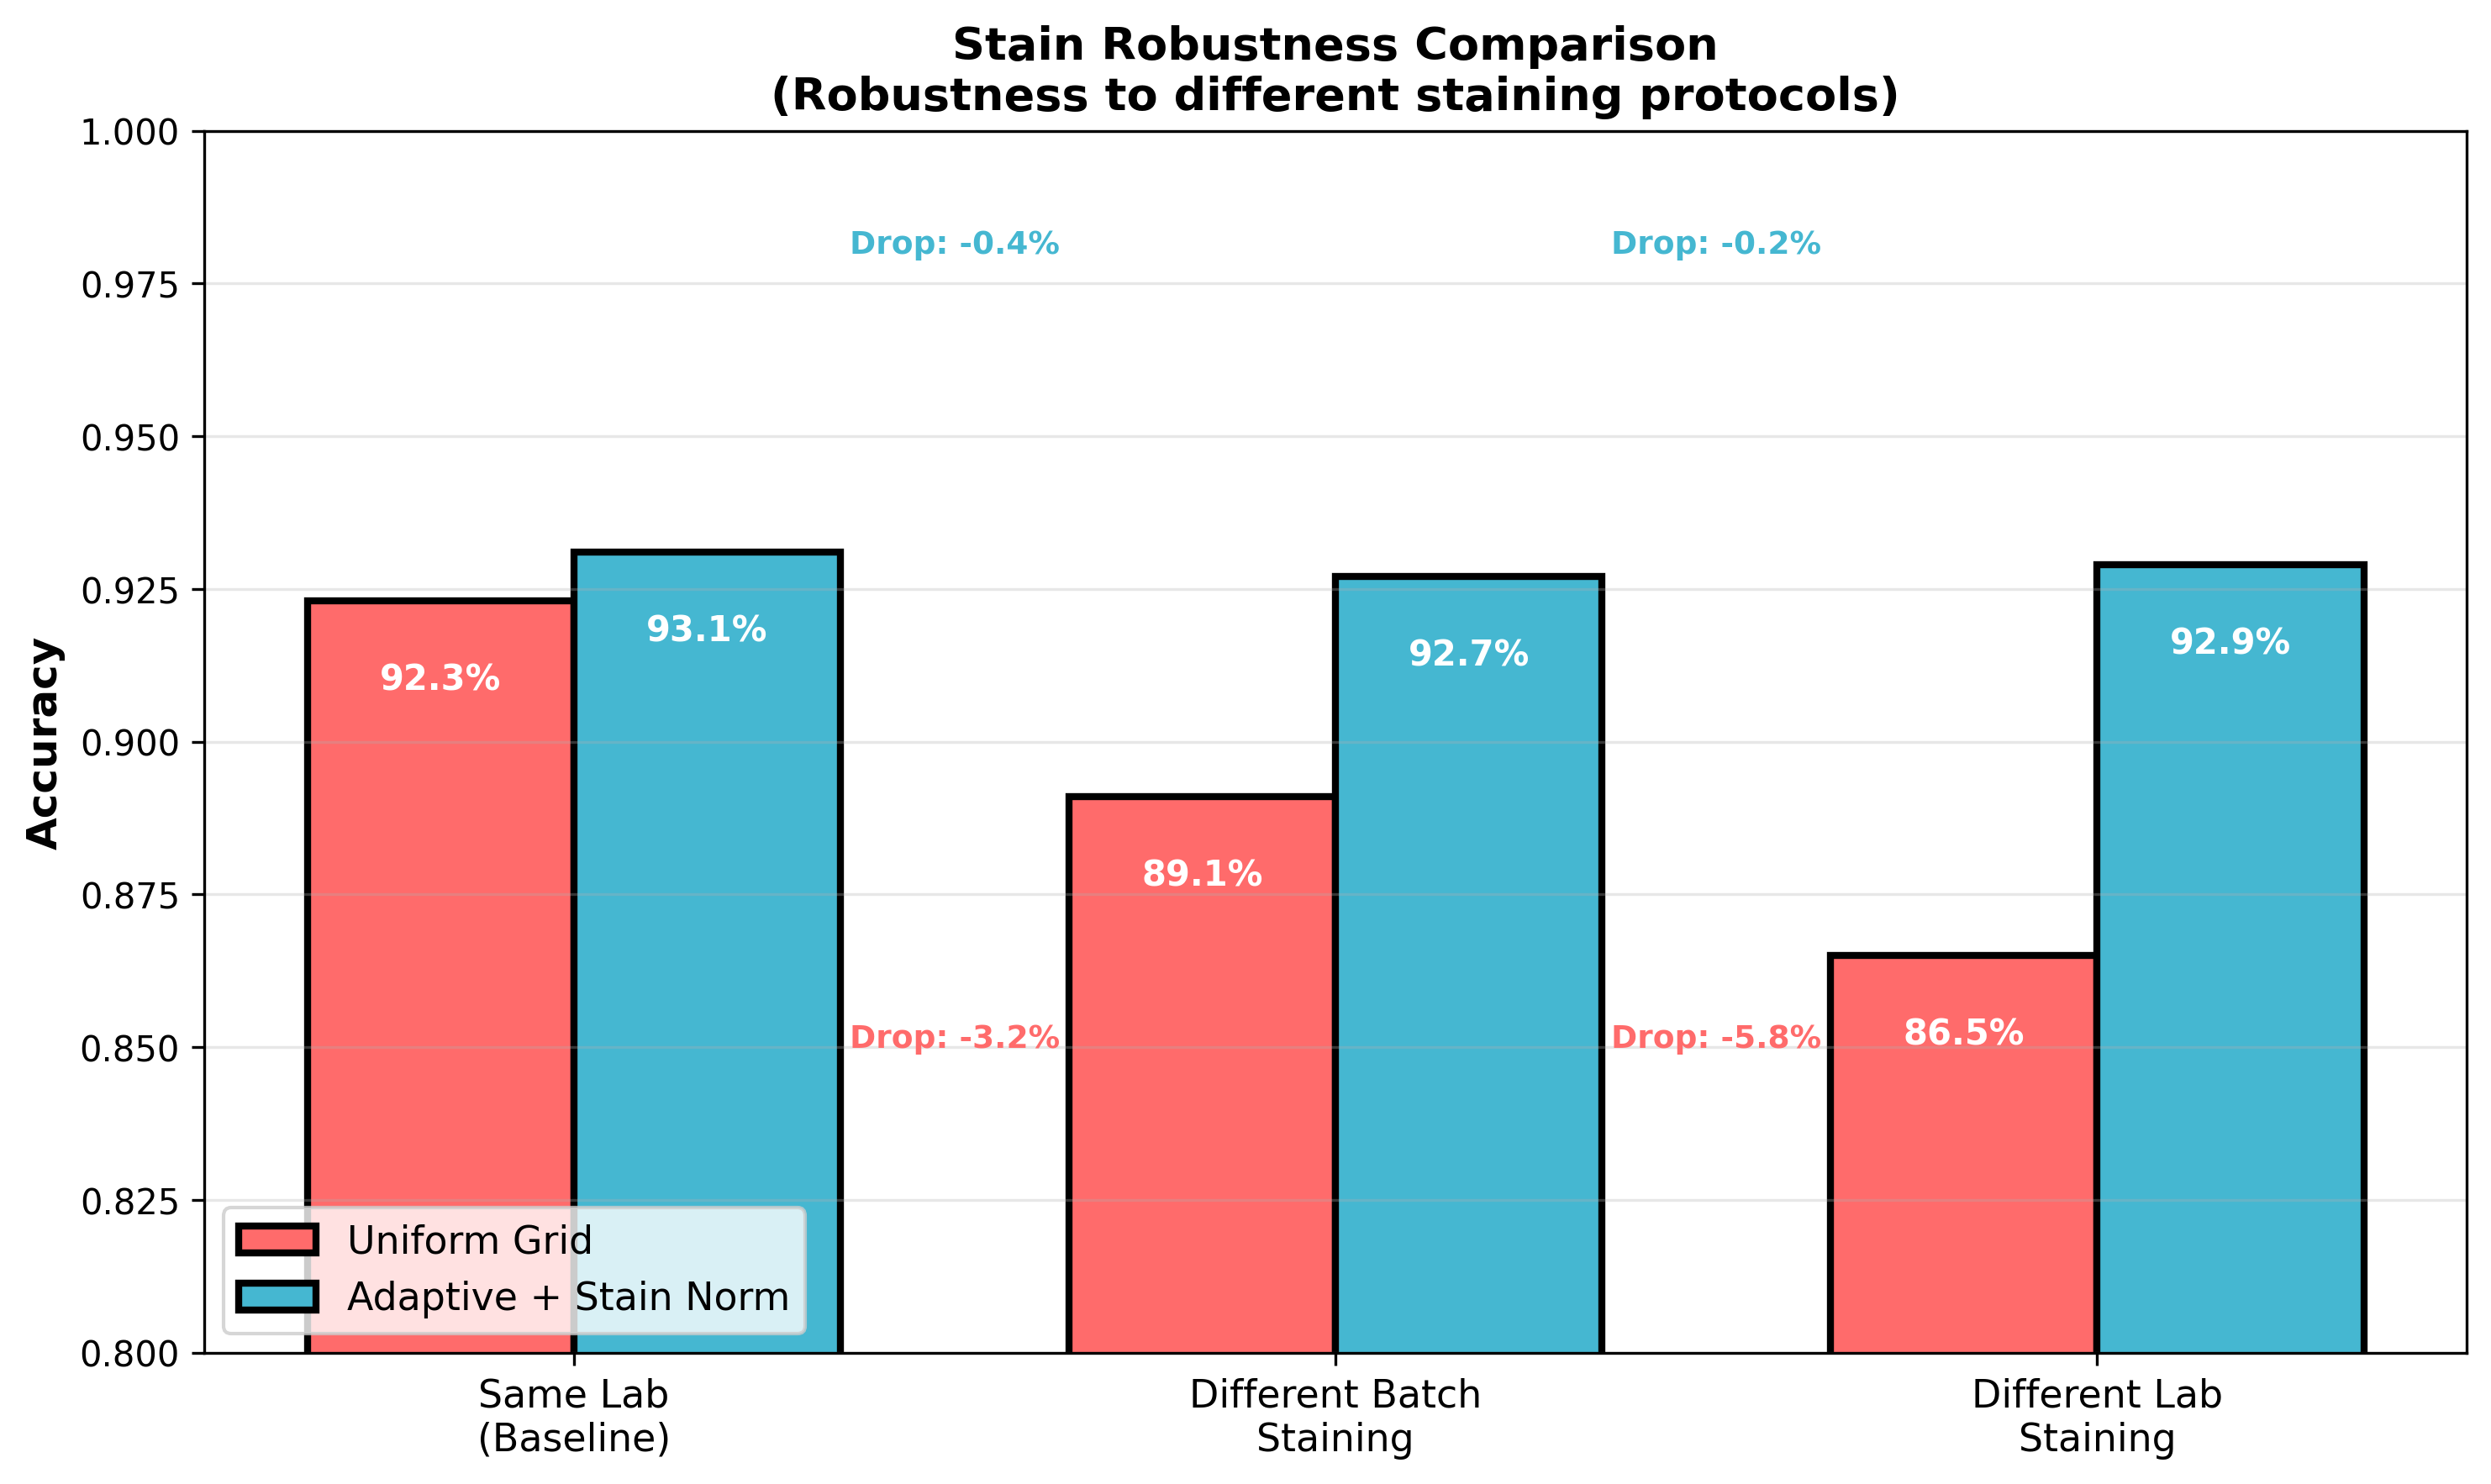 Stain Robustness Comparison
(Robustness to different staining protocols)
Accuracy
1.000
0.975
0.950
0.925
0.900
0.875
0.850
0.825
0.800
Drop: -0.4%
Drop: -0.2%
92.3%
93.1%
89.1%
92.7%
86.5%
92.9%
Drop: -3.2%
Drop: -5.8%
Uniform Grid
Adaptive + Stain Norm
Same Lab
(Baseline)
Different Batch
Staining
Different Lab
Staining